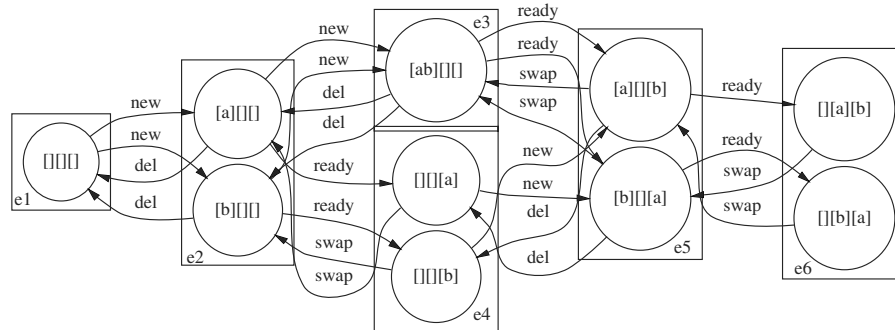 [][][]
e1
new
new
del
del
[a][][]
[b][][]
e2
new
new
del
del
ready
ready
swap
swap
e3
[ab][][]
[][][a]
[][][b]
e4
ready
ready
swap
swap
new
new
del
del
[a][][b]
[b][][a]
e5
ready
ready
swap
swap
[][a][b]
[][b][a]
e6